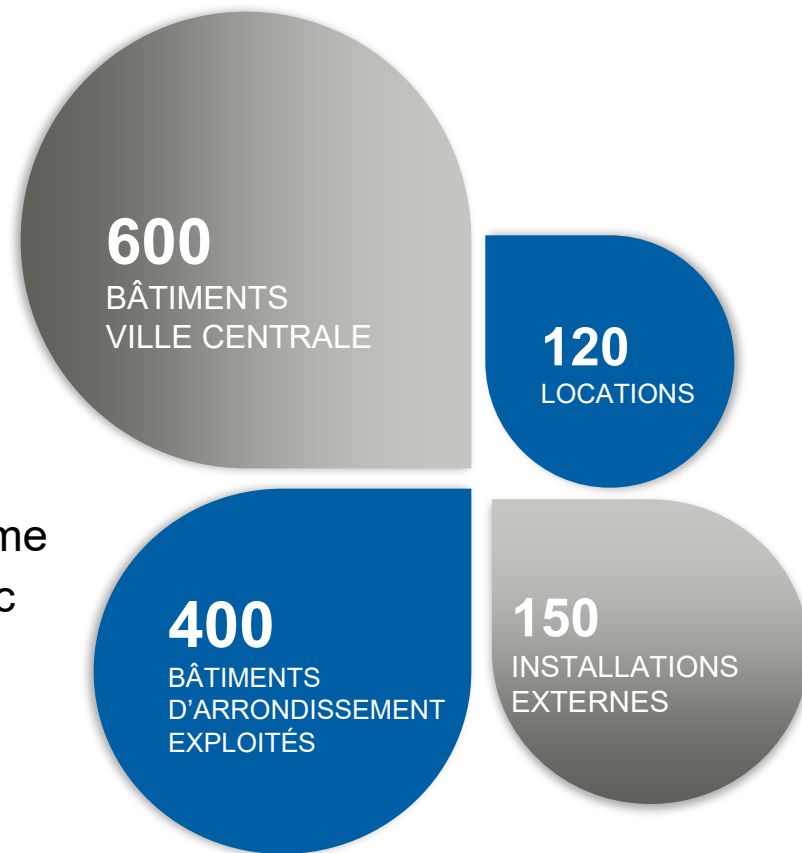 600
BÂTIMENTS
VILLE CENTRALE
120
LOCATIONS
400
BÂTIMENTS
D’ARRONDISSEMENT
EXPLOITÉS
150
INSTALLATIONS
EXTERNES